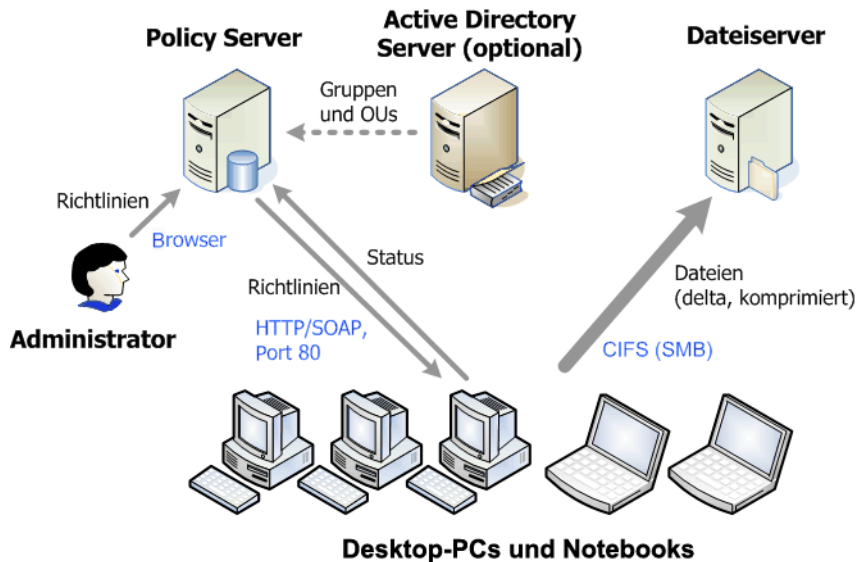 Policy Server
Active Directory
Server (optional)
Dateiserver
Gruppen
und OUs
Richtlinien
Browser
Administrator
Status
Richtlinien
HTTP/SOAP,
Port 80
Dateien
(delta, komprimiert)
CIFS (SMB)
Desktop-PCs und Notebooks